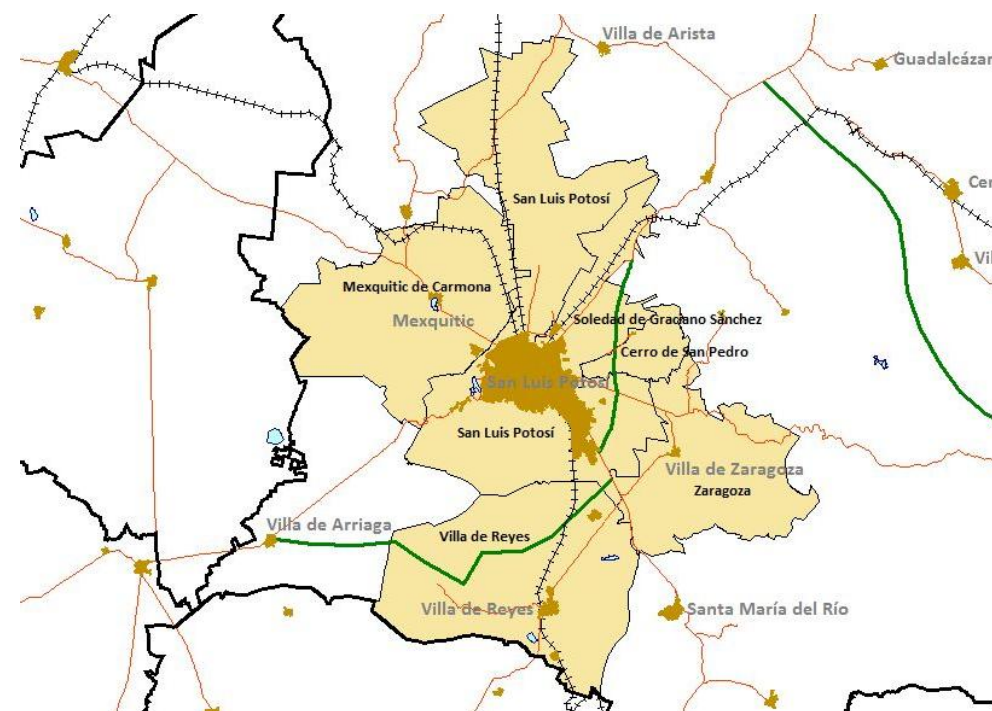 Villa de Arista
Guadalcázar
San Luis Potosí
Cer
Vil
Mexquitic de Carmona
Mexquitic
Soledad de Graciano Sánchez
Cerro de San Pedro
San Luis Potosí
San Luis Potosí
Villa de Zaragoza
Zaragoza
Villa de Arriaga
Villa de Reyes
Villa de Reyes
Santa María del Río